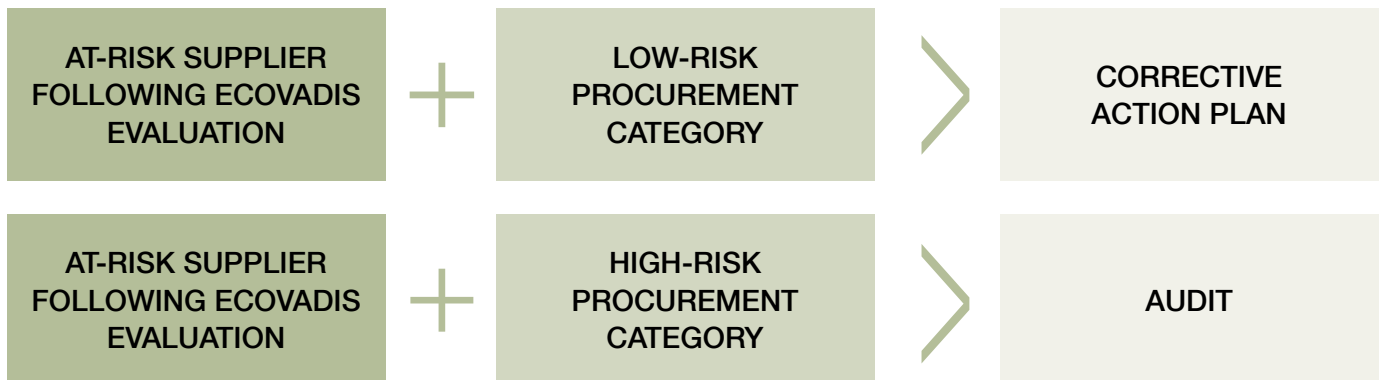 AT-RISK SUPPLIER
FOLLOWING ECOVADIS
EVALUATION
LOW-RISK
PROCUREMENT
CATEGORY
CORRECTIVE
ACTION PLAN
AT-RISK SUPPLIER
FOLLOWING ECOVADIS
EVALUATION
HIGH-RISK
PROCUREMENT
CATEGORY
AUDIT